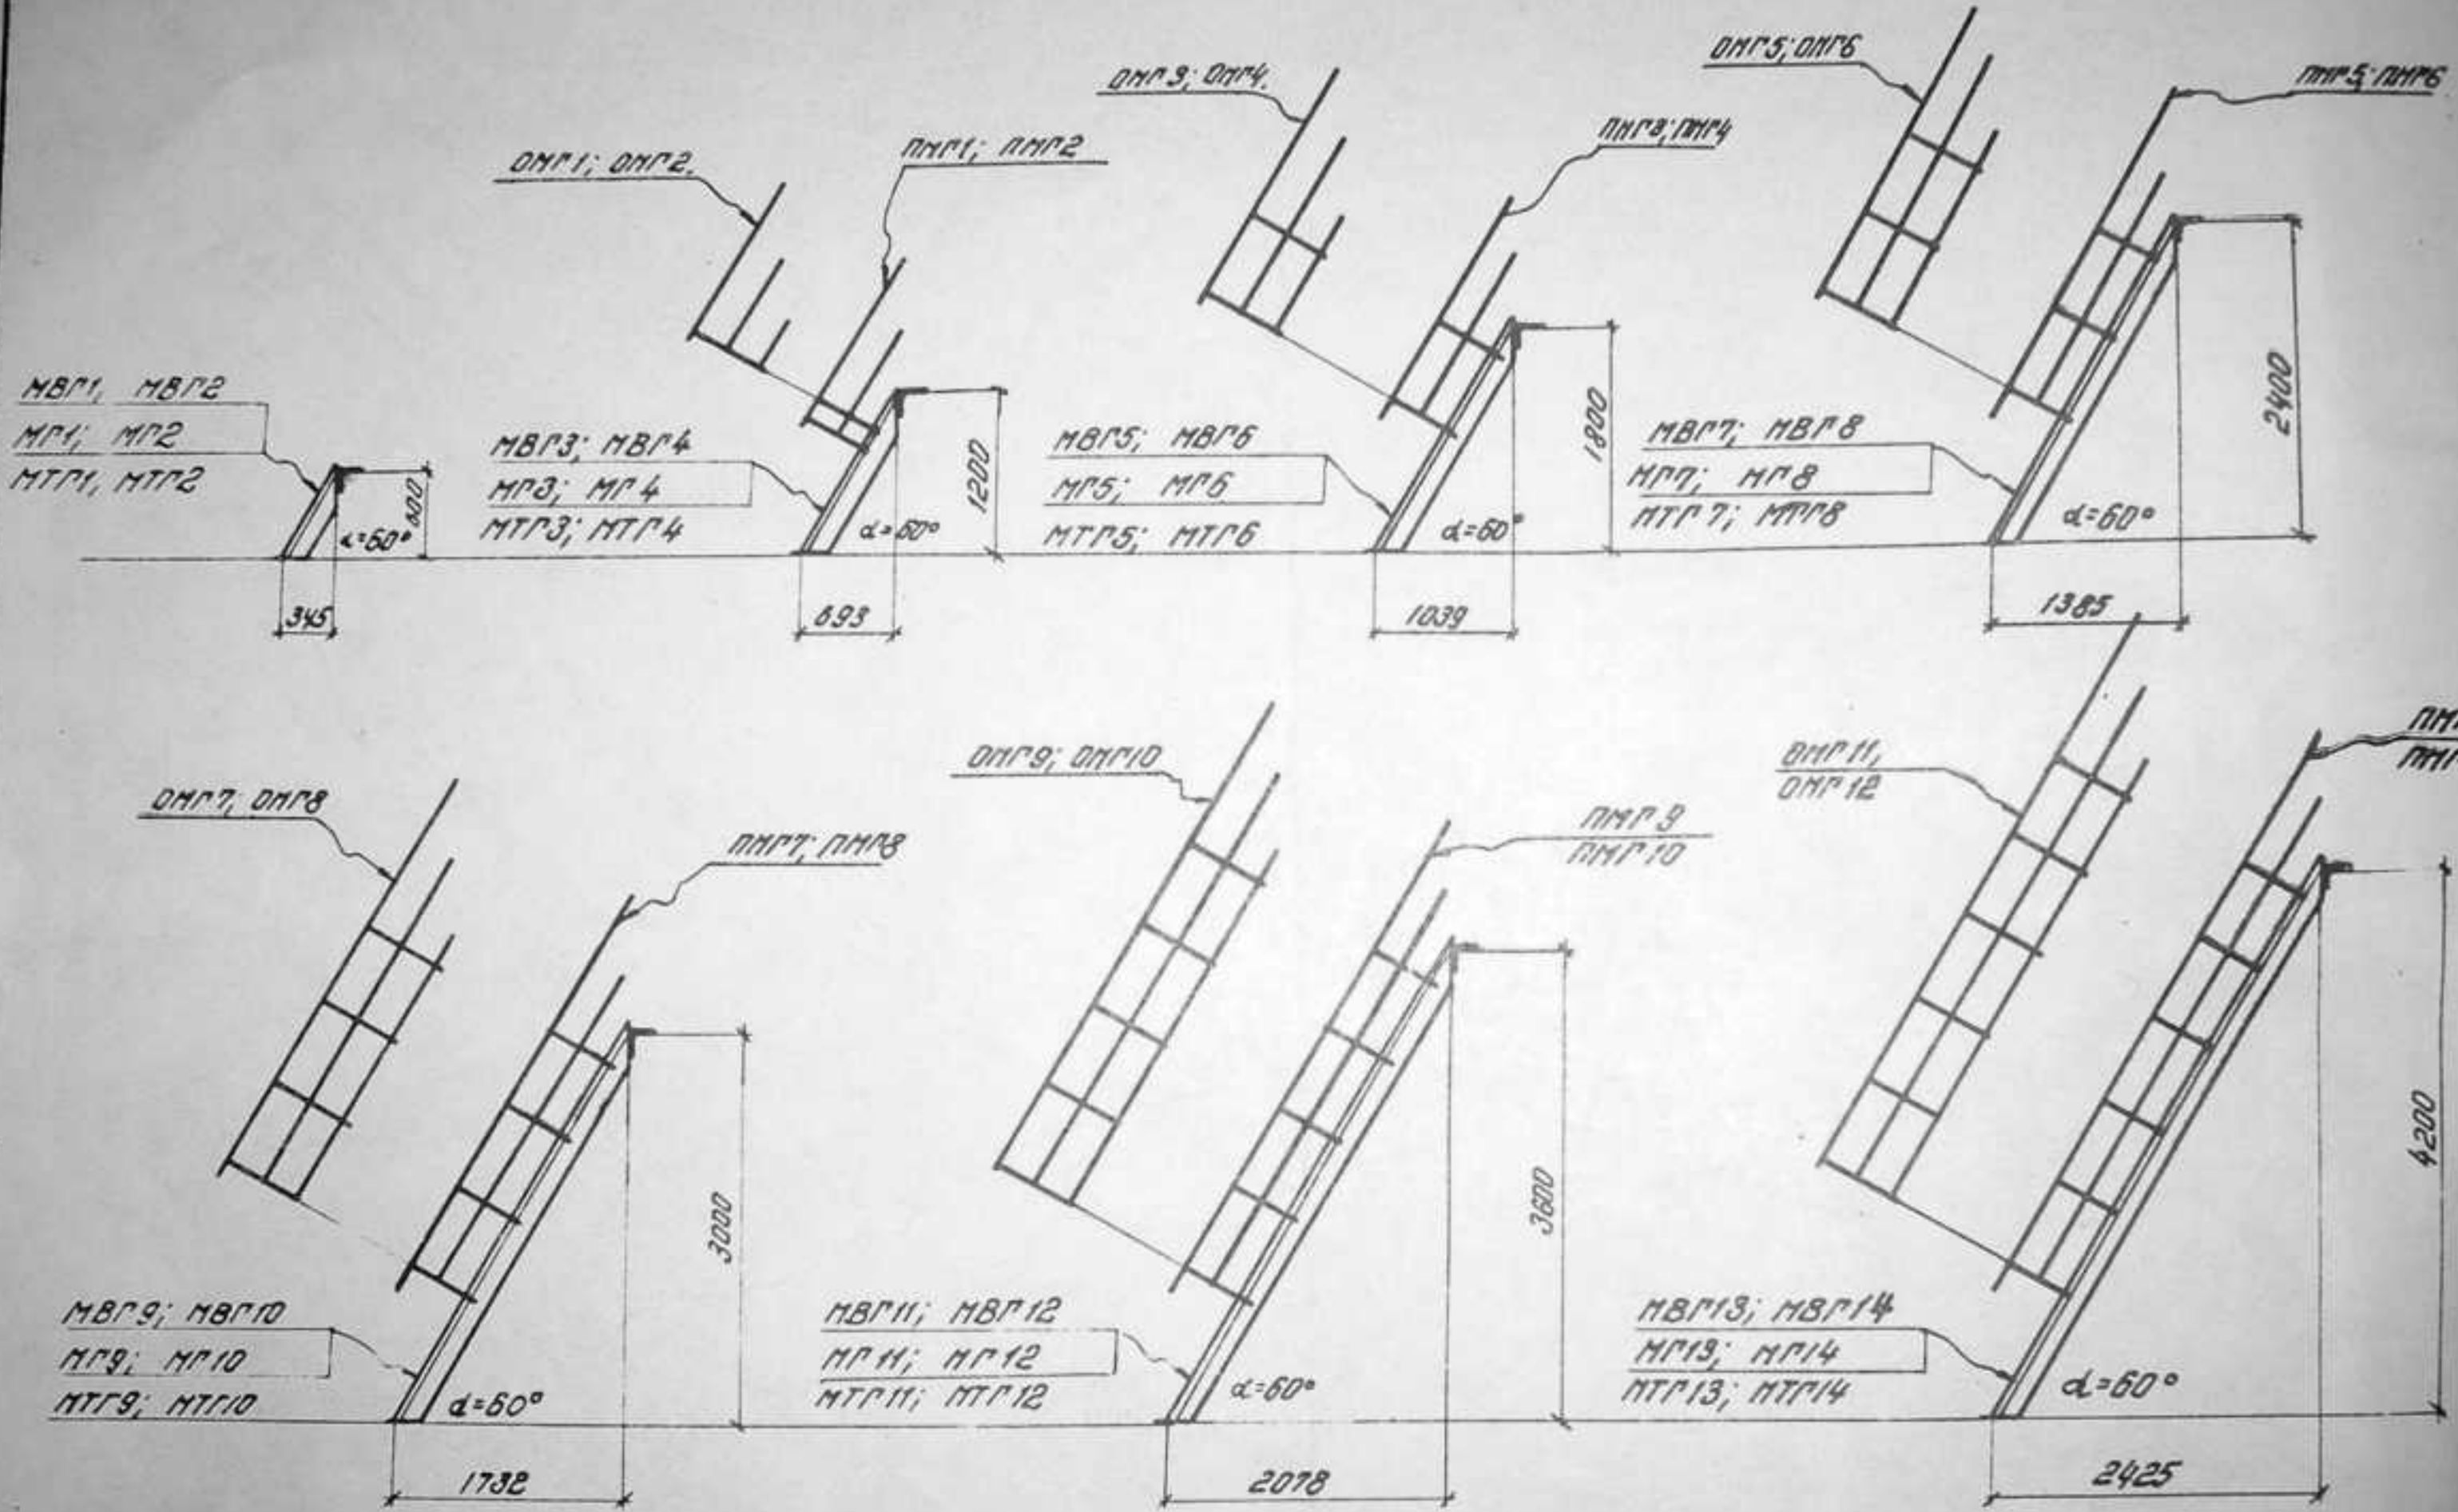 ОМГ5; ОМГ6
ПМГ5; ПМГ6
ОМГ3; ОМГ4.
ПМГ3; ПМГ4
ОМГ1; ОМГ2.
ПМГ1; ПМГ2
МВГ1, МВГ2
МГ1; МГ2
МТГ1, МТГ2
600
α=60°
345
МВГ3; МВГ4
МГ3; МГ4
МТГ3; МТГ4
1200
α=60°
693
МВГ5; МВГ6
МГ5; МГ6
МТГ5; МТГ6
1800
α=60°
1039
МВГ7; МВГ8
МГ7; МГ8
МТГ7; МТГ8
2400
α=60°
1385
ОМГ7; ОМГ8
ПМГ7; ПМГ8
МВГ9; МВГ10
МГ9; МГ10
МТГ9; МТГ10
3000
α=60°
1732
ОМГ9; ОМГ10
ПМГ9
ПМГ10
МВГ11; МВГ12
МГ11; МГ12
МТГ11; МТГ12
3600
α=60°
2078
ОМГ11,
ОМГ12
МВГ13; МВГ14
МГ13; МГ14
МТГ13; МТГ14
4200
α=60°
2425